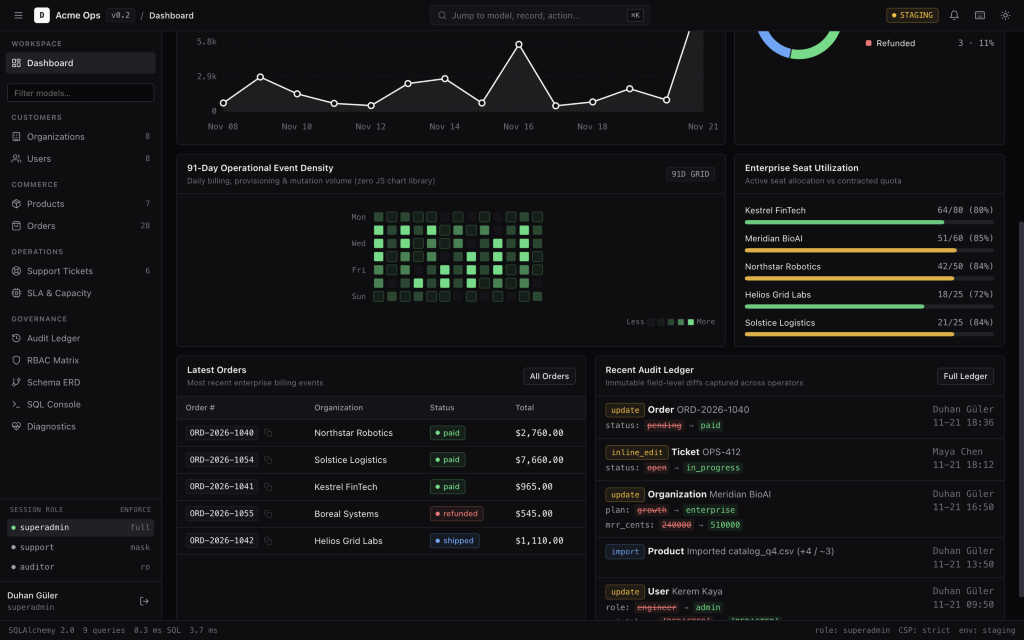 Acme Ops v0.2 / Dashboard
Jump to model, record, action... ⌘K
STAGING
WORKSPACE
Dashboard
Filter models...
CUSTOMERS
Organizations 8
Users 8
COMMERCE
Products 7
Orders 28
OPERATIONS
Support Tickets 6
SLA & Capacity
GOVERNANCE
Audit Ledger
RBAC Matrix
Schema ERD
SQL Console
Diagnostics
SESSION ROLE ENFORCE
superadmin full
support mask
auditor ro
Duhan Güler
superadmin
5.8k
2.9k
0
Nov 08 Nov 10 Nov 12 Nov 14 Nov 16 Nov 18 Nov 21
Refunded 3 · 11%
91-Day Operational Event Density
Daily billing, provisioning & mutation volume (zero JS chart library)
91D GRID
Mon
Wed
Fri
Sun
Less More
Enterprise Seat Utilization
Active seat allocation vs contracted quota
Kestrel FinTech 64/80 (80%)
Meridian BioAI 51/60 (85%)
Northstar Robotics 42/50 (84%)
Helios Grid Labs 18/25 (72%)
Solstice Logistics 21/25 (84%)
Latest Orders
Most recent enterprise billing events
All Orders
Order # Organization Status Total
ORD-2026-1040 Northstar Robotics paid $2,760.00
ORD-2026-1054 Solstice Logistics paid $7,660.00
ORD-2026-1041 Kestrel FinTech paid $965.00
ORD-2026-1055 Boreal Systems refunded $545.00
ORD-2026-1042 Helios Grid Labs shipped $1,110.00
Recent Audit Ledger
Immutable field-level diffs captured across operators
Full Ledger
update Order ORD-2026-1040 Duhan Güler
status: pending → paid 11-21 18:36
inline_edit Ticket OPS-412 Maya Chen
status: open → in_progress 11-21 18:12
update Organization Meridian BioAI Duhan Güler
plan: growth → enterprise 11-21 16:50
mrr_cents: 240000 → 510000
import Product Imported catalog_q4.csv (+4 / ~3) Duhan Güler
11-21 13:50
update User Kerem Kaya Duhan Güler
role: engineer → admin 11-21 09:50
SQLAlchemy 2.0 9 queries 0.3 ms SQL 3.7 ms
role: superadmin CSP: strict env: staging